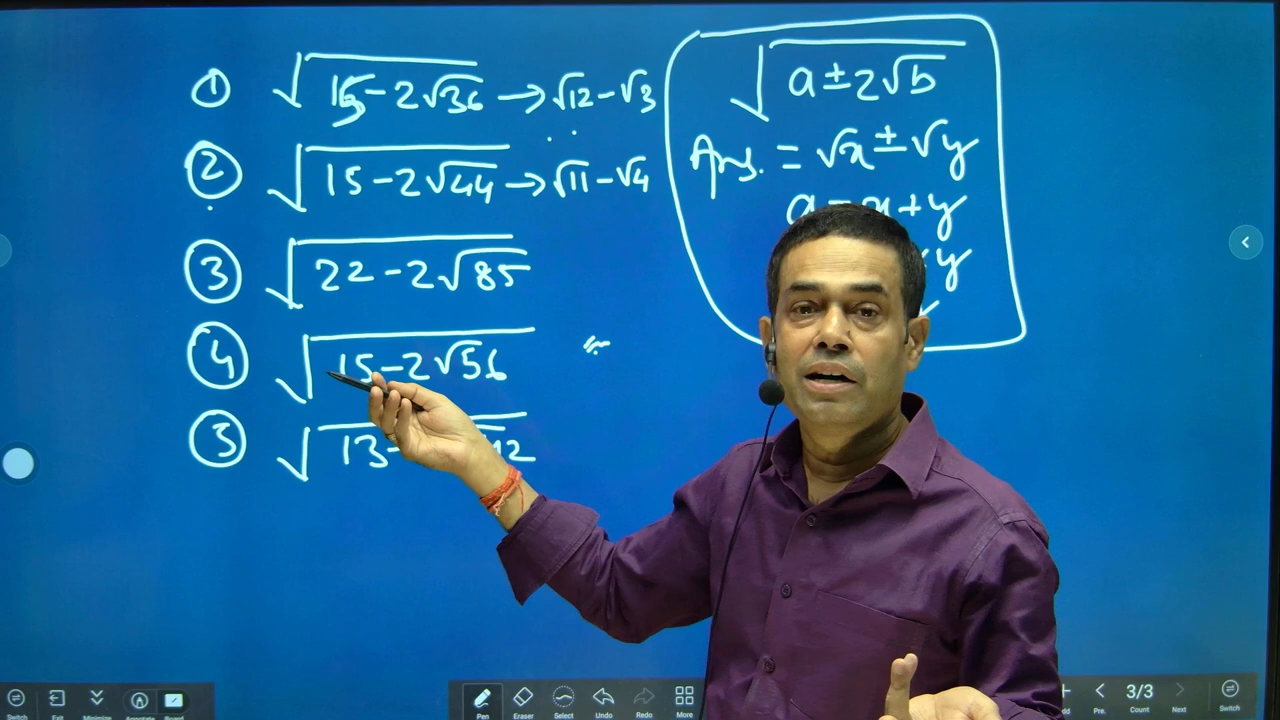 ① √(15-2√36) → √12-√3
② √(15-2√44) → √11-√4
③ √(22-2√85)
④ √(15-2√56)
⑤ √(13-
√(a±2√b)
Ans. = √x ± √y
a = x+y
y
Switch
Exit
Minimize
Annotate
Board
Pen
Eraser
Select
Undo
Redo
More
Pre.
3/3
Count
Next
Switch